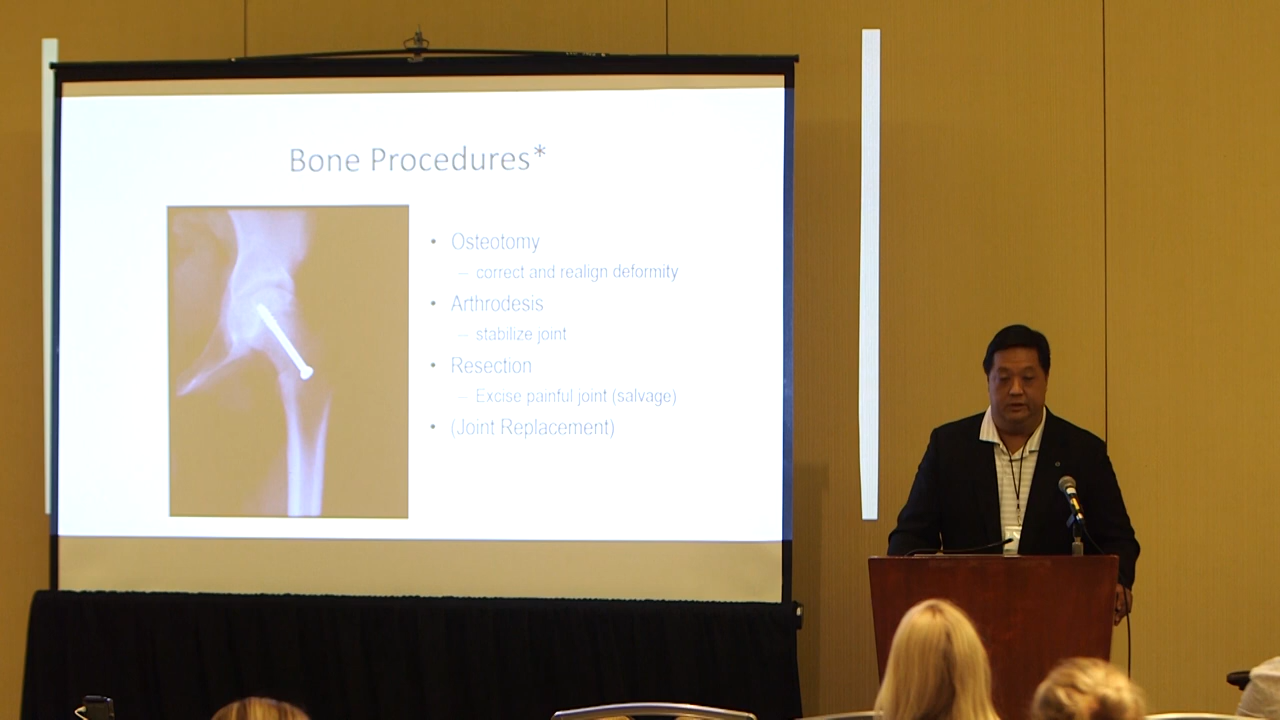 Bone Procedures*
• Osteotomy
– correct and realign deformity
• Arthrodesis
– stabilize joint
• Resection
– Excise painful joint (salvage)
• (Joint Replacement)